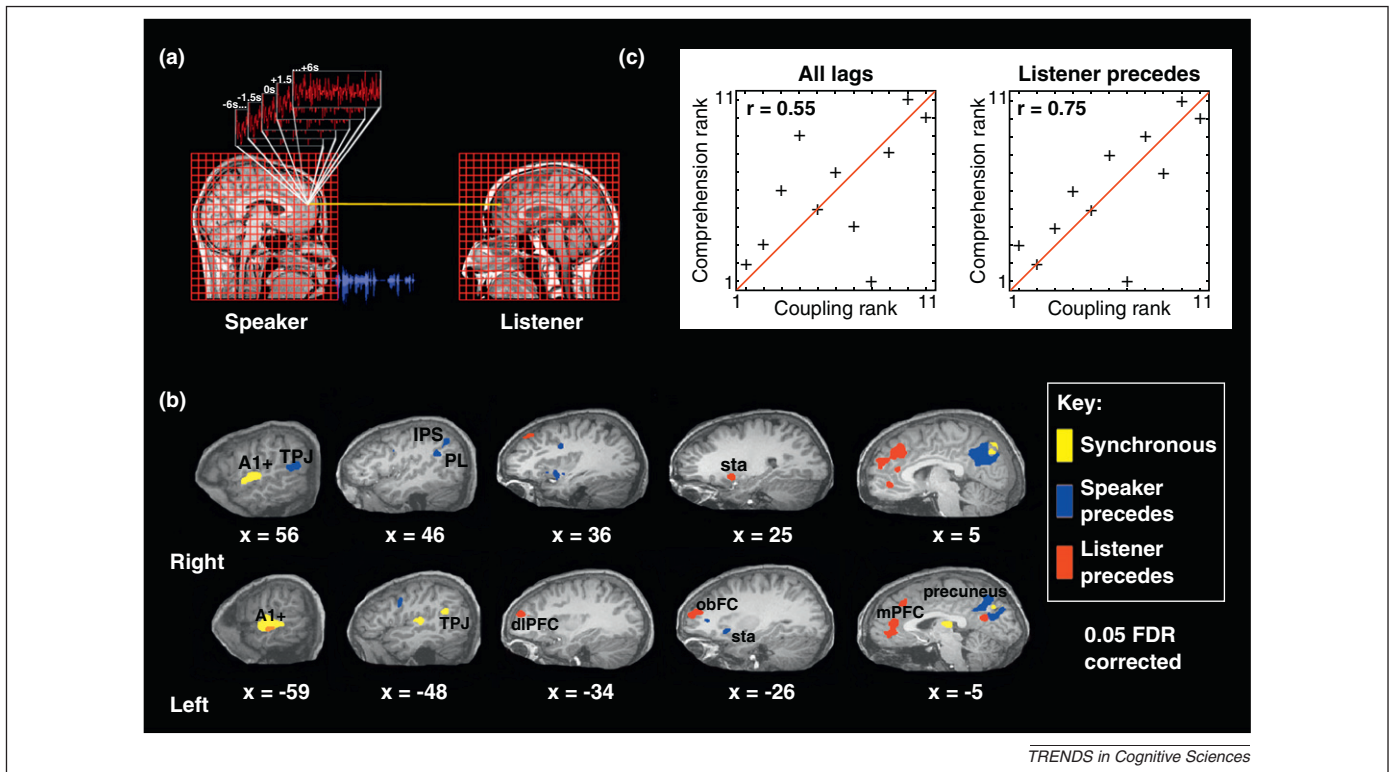 (a)
-6s...
-1.5s
0s
+1.5
...+6s
Speaker
Listener
(c)
All lags
r = 0.55
11
1
Comprehension rank
1
11
Coupling rank
Listener precedes
r = 0.75
11
1
Comprehension rank
1
11
Coupling rank
(b)
A1+
TPJ
IPS
PL
sta
x = 56
x = 46
x = 36
x = 25
x = 5
Right
A1+
TPJ
dlPFC
obFC
sta
mPFC
precuneus
x = -59
x = -48
x = -34
x = -26
x = -5
Left
Key:
Synchronous
Speaker
precedes
Listener
precedes
0.05 FDR
corrected
TRENDS in Cognitive Sciences